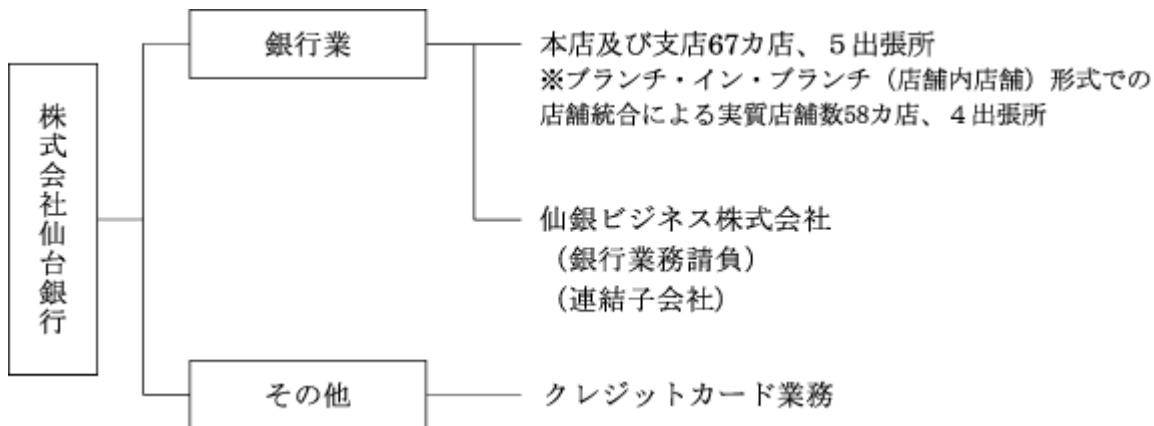 株式会社仙台銀行
銀行業
本店及び支店67カ店、5出張所
※ブランチ・イン・ブランチ(店舗内店舗)形式での
店舗統合による実質店舗数58カ店、4出張所
仙銀ビジネス株式会社
(銀行業務請負)
(連結子会社)
その他
クレジットカード業務